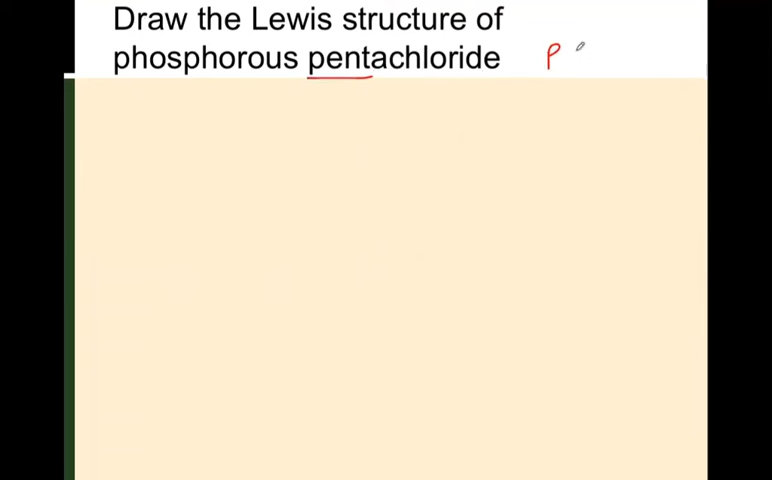 Draw the Lewis structure of
phosphorous pentachloride P